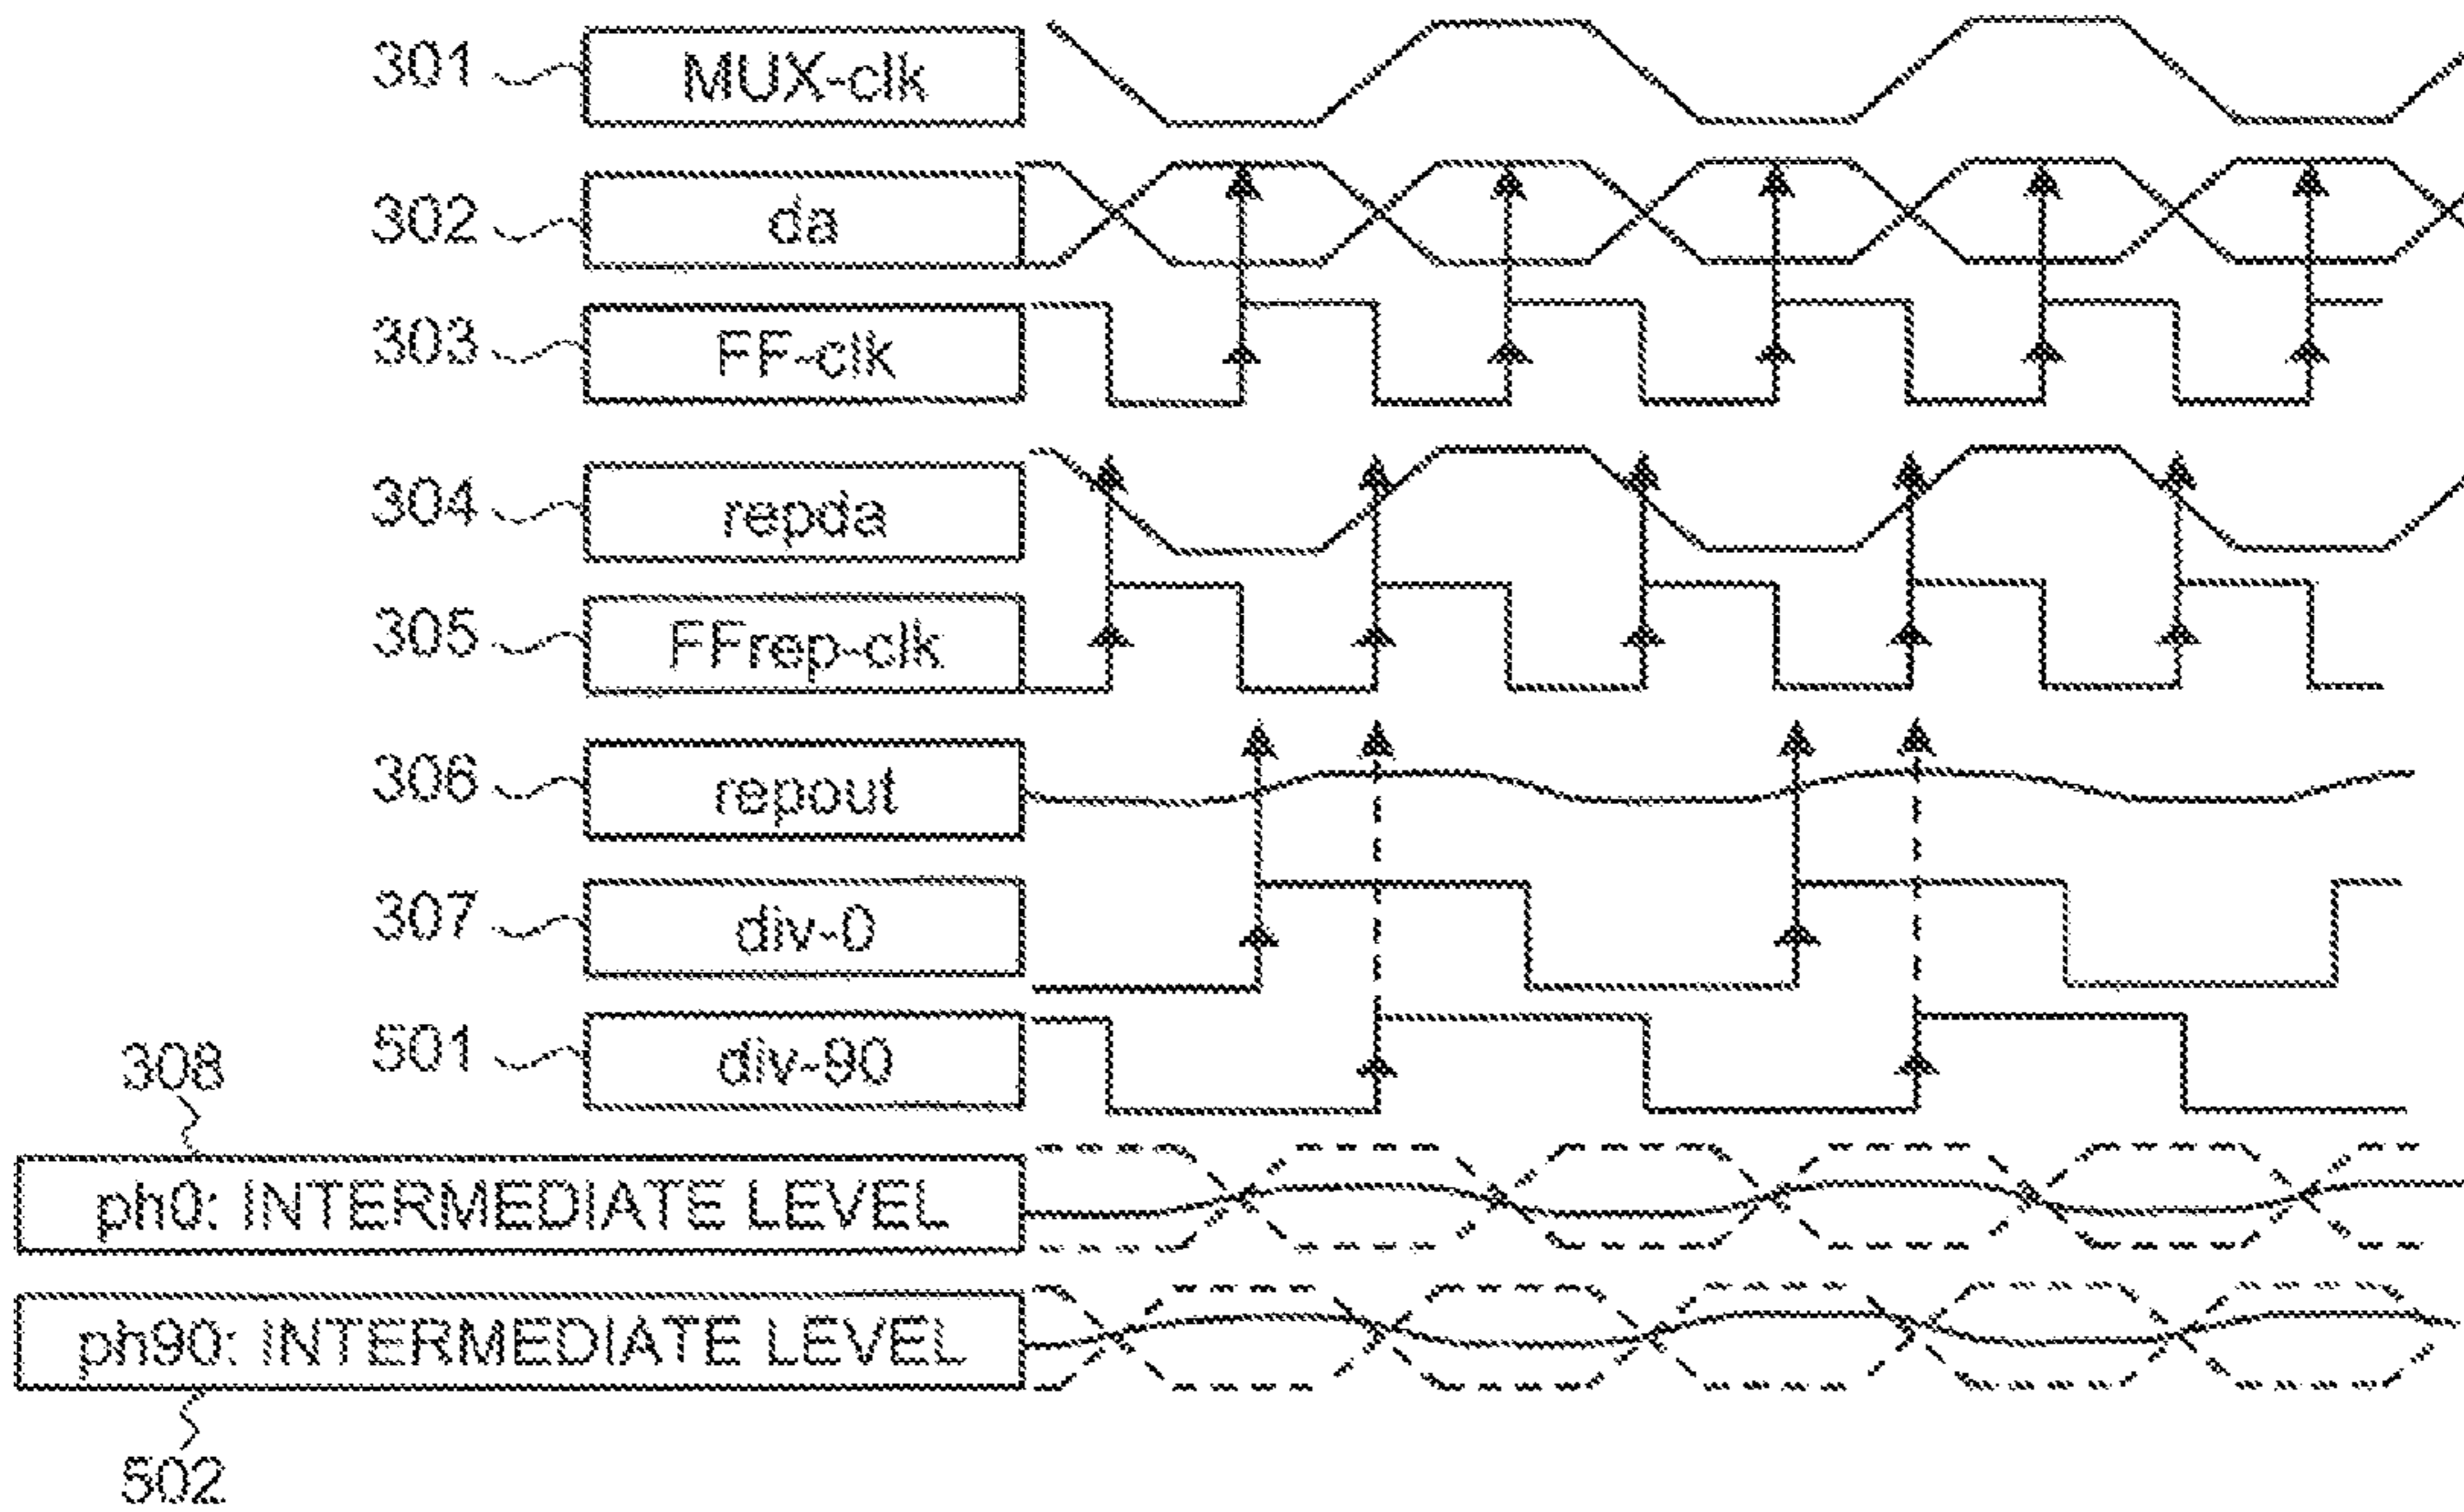 301 MUX-clk
302 da
303 FF-clk
304 repda
305 FFrep-clk
306 repout
307 div-0
501 div-90
308
ph0: INTERMEDIATE LEVEL
ph90: INTERMEDIATE LEVEL
502